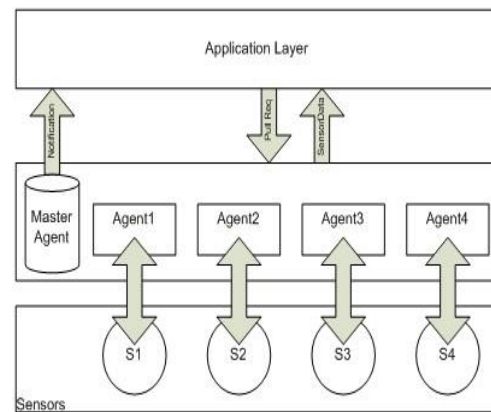 Application Layer
Notification
Pull Req
SensorData
Master
Agent
Agent1
Agent2
Agent3
Agent4
S1
S2
S3
S4
Sensors